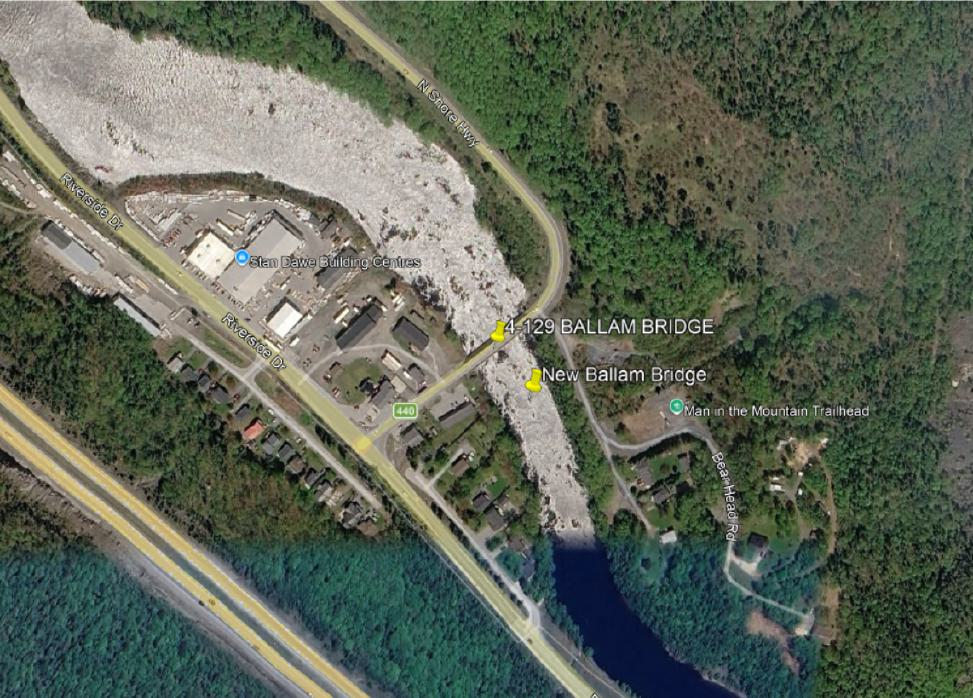 N Shore Hwy
Riverside Dr
Stan Dawe Building Centres
4-129 BALLAM BRIDGE
Riverside Dr
New Ballam Bridge
440
Man in the Mountain Trailhead
Bear Head Rd